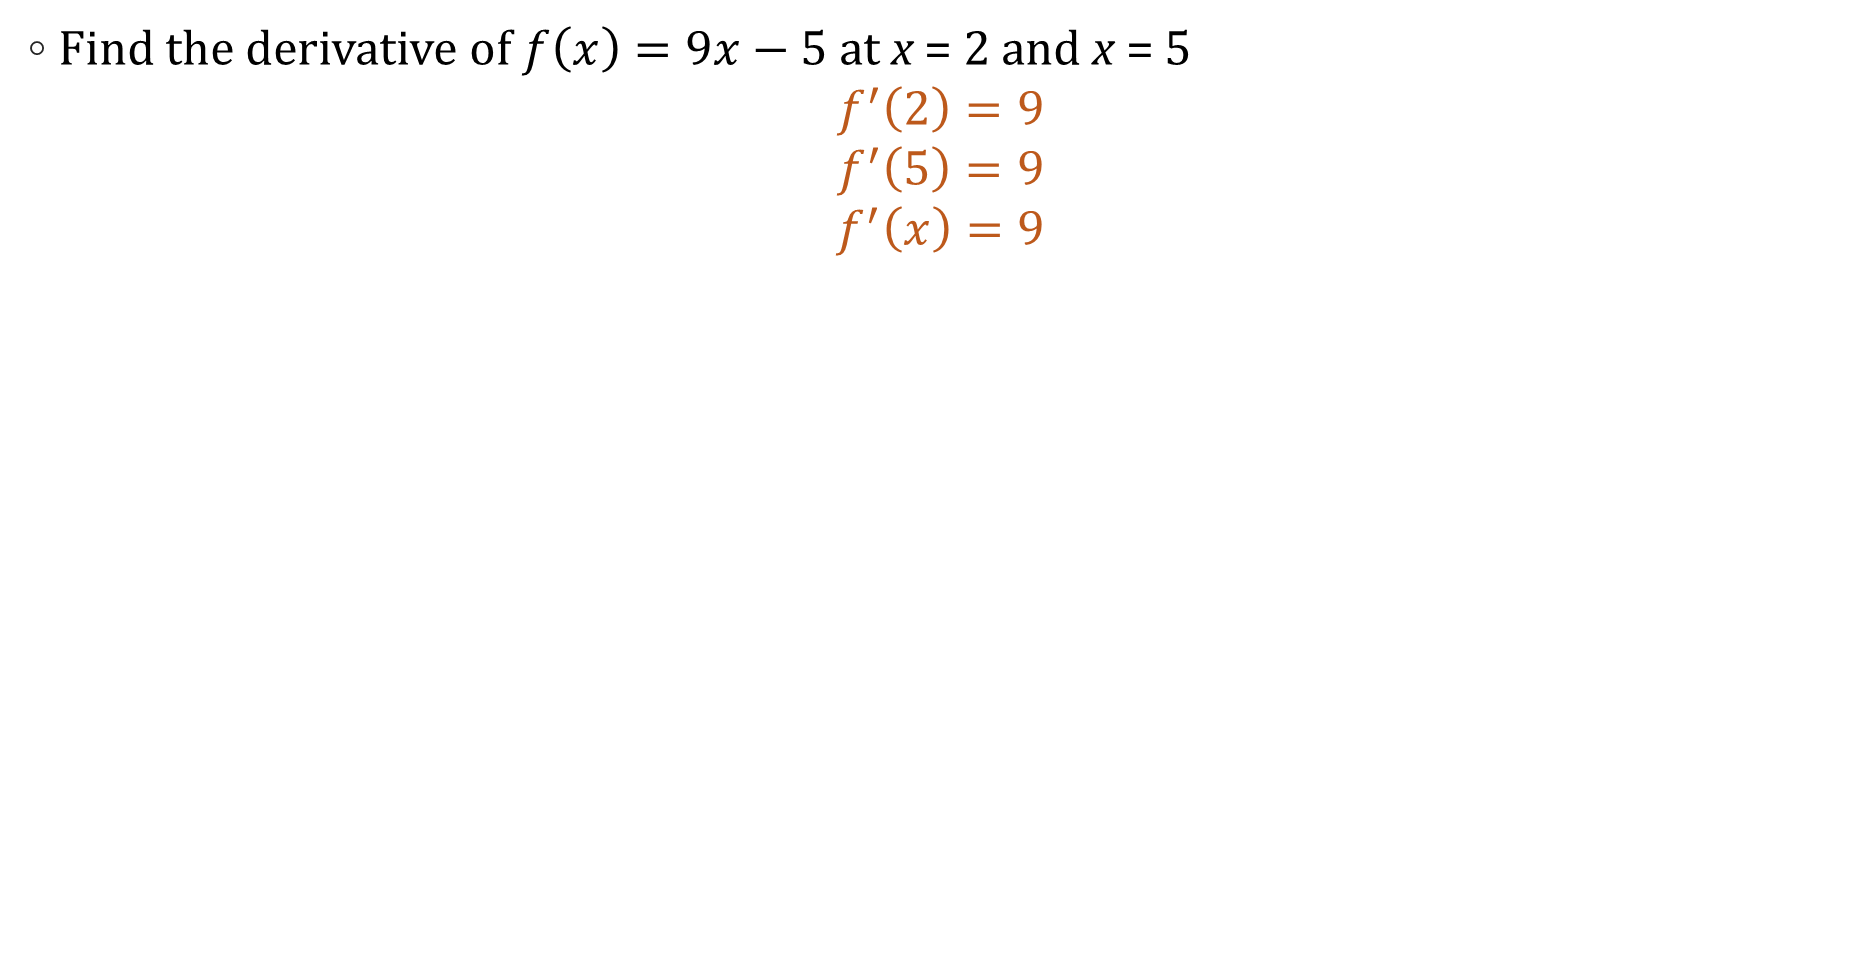 ◦ Find the derivative of f(x) = 9x − 5 at x = 2 and x = 5
f′(2) = 9
f′(5) = 9
f′(x) = 9